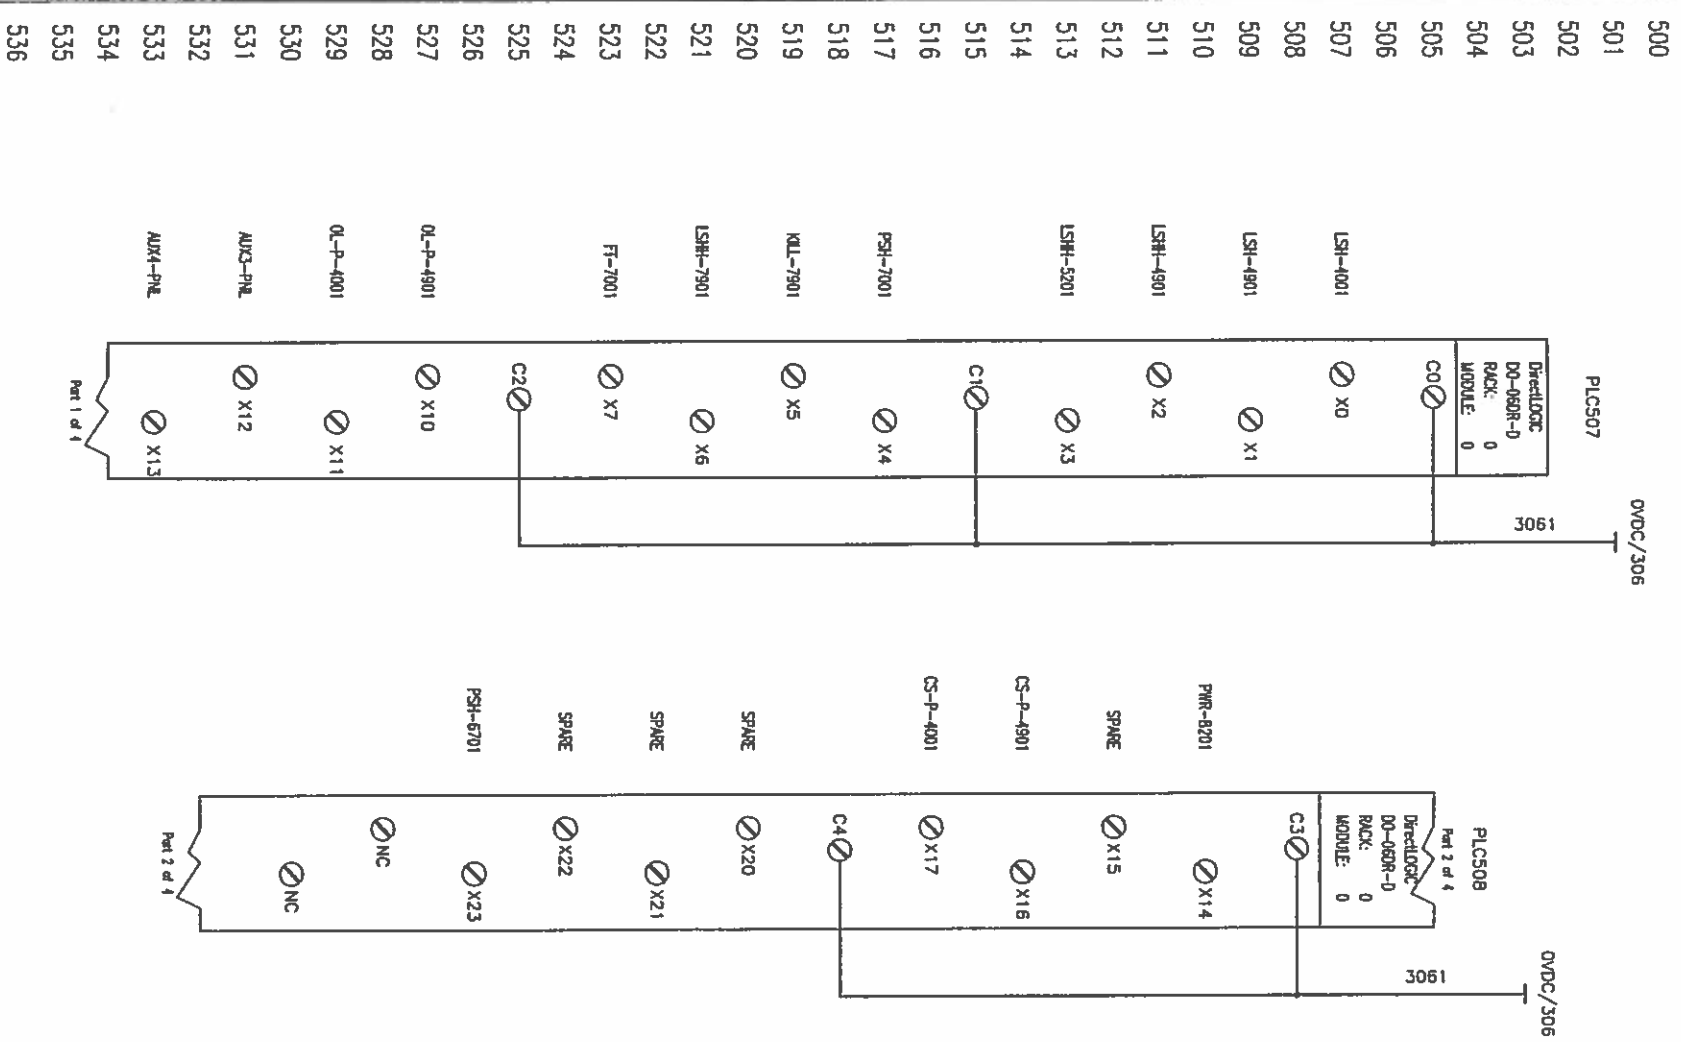 500
501
502
503
504
505
506
507
508
509
510
511
512
513
514
515
516
517
518
519
520
521
522
523
524
525
526
527
528
529
530
531
532
533
534
535
536
PLC507
DirectLOGIC
D0-06DR-D
RACK: 0
MODULE: 0
0VDC/306
3061
C0
LSH-4001
X0
LSH-4901
X1
LSHH-4901
X2
LSHH-5201
X3
C1
PSH-7001
X4
KILL-7901
X5
LSHH-7901
X6
FT-7001
X7
C2
OL-P-4901
X10
OL-P-4001
X11
AUX3-PNL
X12
AUX4-PNL
X13
Part 1 of 4
PLC508
Part 2 of 4
DirectLOGIC
D0-06DR-D
RACK: 0
MODULE: 0
0VDC/306
3061
C3
PWR-8201
X14
SPARE
X15
CS-P-4901
X16
CS-P-4001
X17
C4
SPARE
X20
SPARE
X21
SPARE
X22
PSH-6701
X23
NC
NC
Part 2 of 4